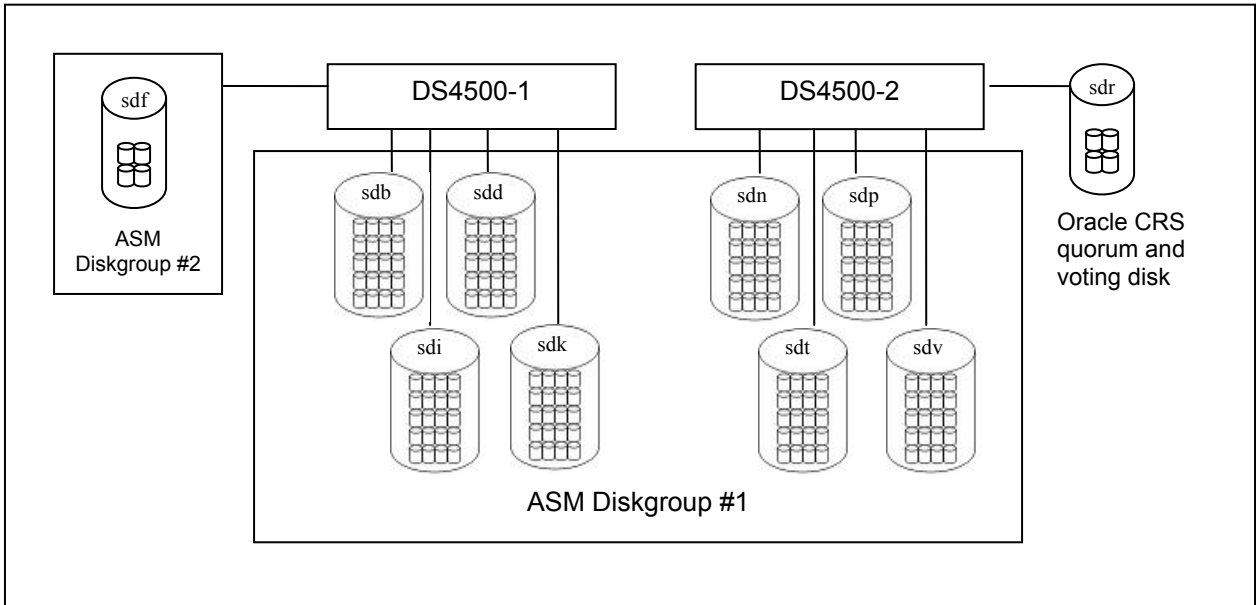 DS4500-1
DS4500-2
sdf
sdr
ASM
Diskgroup #2
Oracle CRS
quorum and
voting disk
sdb
sdd
sdn
sdp
sdi
sdk
sdt
sdv
ASM Diskgroup #1